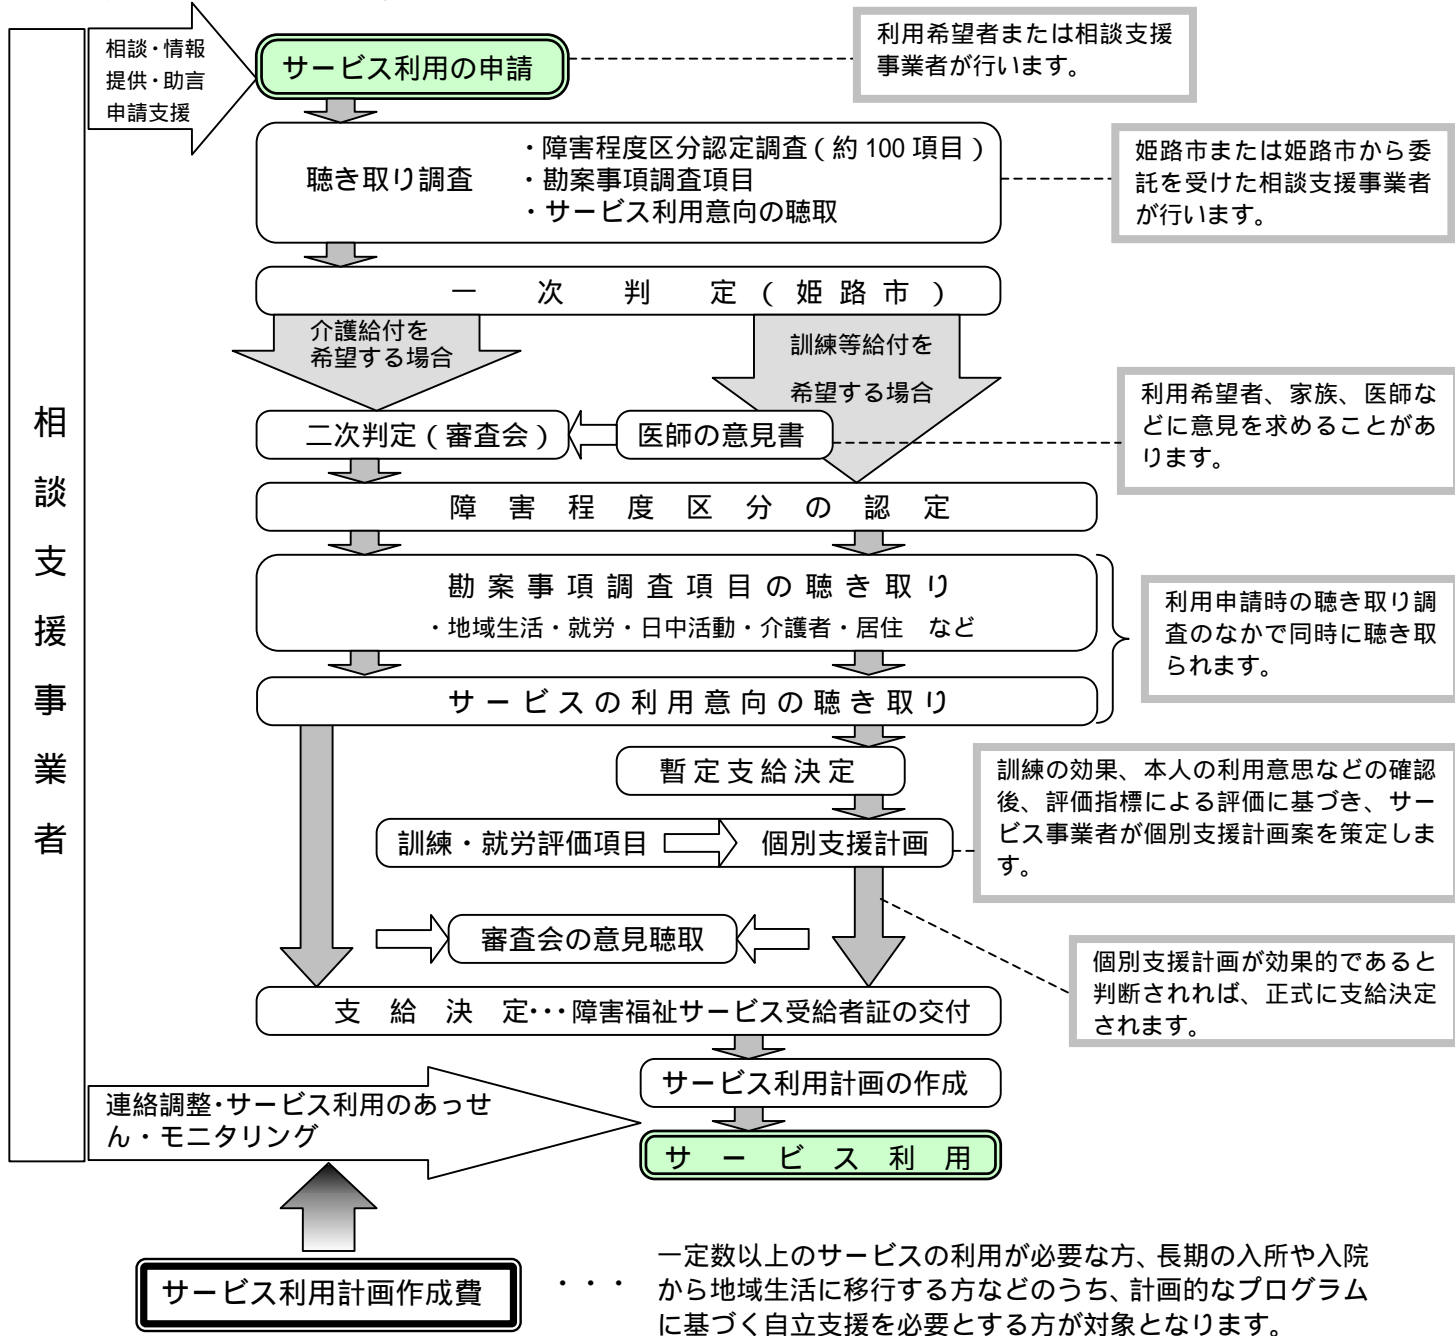 相談・情報
提供・助言
申請支援
サービス利用の申請
利用希望者または相談支援
事業者が行います。
聴き取り調査
・障害程度区分認定調査（約 100 項目）
・勘案事項調査項目
・サービス利用意向の聴取
姫路市または姫路市から委
託を受けた相談支援事業者
が行います。
一次判定（姫路市）
介護給付を
希望する場合
訓練等給付を
希望する場合
利用希望者、家族、医師な
どに意見を求めることがあ
ります。
二次判定（審査会）
医師の意見書
障害程度区分の認定
勘案事項調査項目の聴き取り
・地域生活・就労・日中活動・介護者・居住　など
利用申請時の聴き取り調
査のなかで同時に聴き取
られます。
サービスの利用意向の聴き取り
暫定支給決定
訓練の効果、本人の利用意思などの確認
後、評価指標による評価に基づき、サー
ビス事業者が個別支援計画案を策定しま
す。
訓練・就労評価項目
個別支援計画
審査会の意見聴取
個別支援計画が効果的であると
判断されれば、正式に支給決定
されます。
支給決定･･･障害福祉サービス受給者証の交付
サービス利用計画の作成
連絡調整･サービス利用のあっせ
ん・モニタリング
サービス利用
相談支援事業者
サービス利用計画作成費
・・・
一定数以上のサービスの利用が必要な方、長期の入所や入院
から地域生活に移行する方などのうち、計画的なプログラム
に基づく自立支援を必要とする方が対象となります。